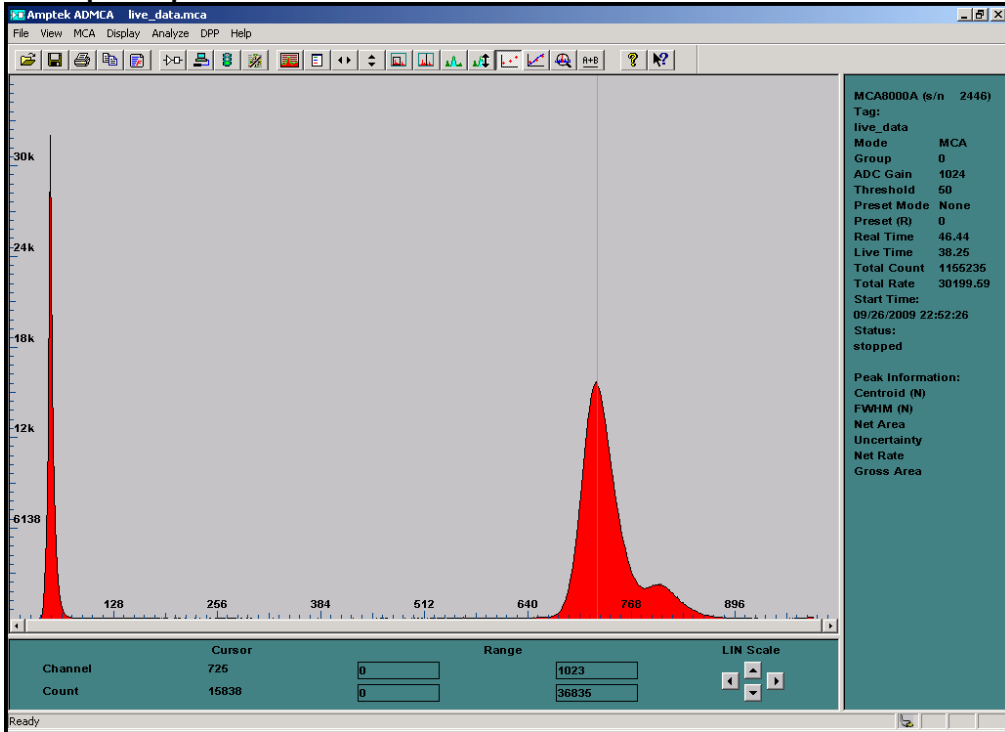 Amptek ADMCA live_data.mca
File View MCA Display Analyze DPP Help
A+B
30k
24k
18k
12k
6138
128 256 384 512 640 768 896
MCA8000A (s/n 2446)
Tag:
live_data
Mode MCA
Group 0
ADC Gain 1024
Threshold 50
Preset Mode None
Preset (R) 0
Real Time 46.44
Live Time 38.25
Total Count 1155235
Total Rate 30199.59
Start Time:
09/26/2009 22:52:26
Status:
stopped
Peak Information:
Centroid (N)
FWHM (N)
Net Area
Uncertainty
Net Rate
Gross Area
Cursor Range LIN Scale
Channel 725 0 1023
Count 15838 0 36835
Ready